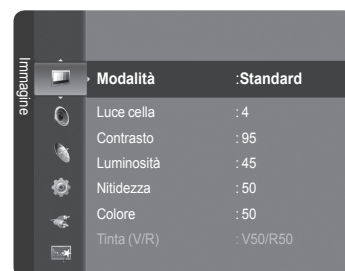 Immagine
Modalità :Standard
Luce cella : 4
Contrasto : 95
Luminosità : 45
Nitidezza : 50
Colore : 50
Tinta (V/R) : V50/R50